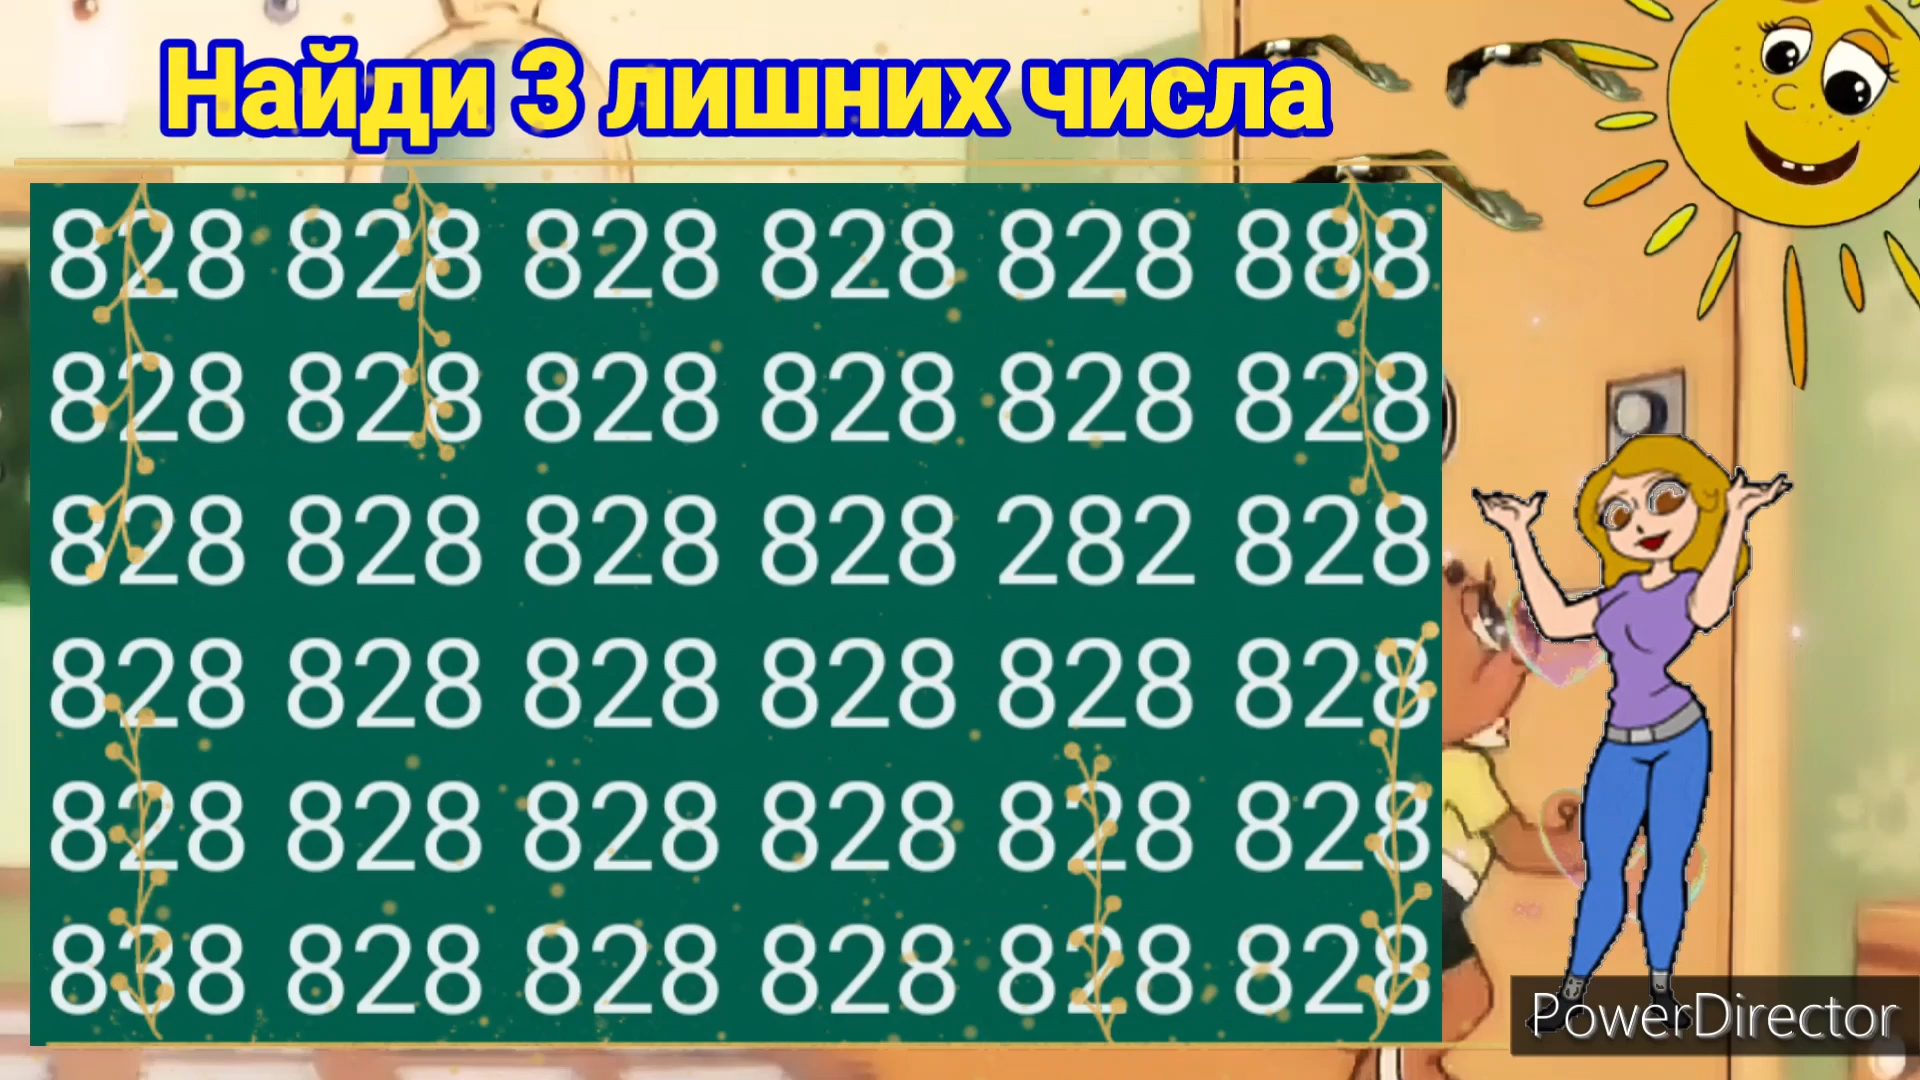 Найди 3 лишних числа
828 828 828 828 828 888
828 828 828 828 828 828
828 828 828 828 282 828
828 828 828 828 828 828
828 828 828 828 828 828
838 828 828 828 828 828
PowerDirector